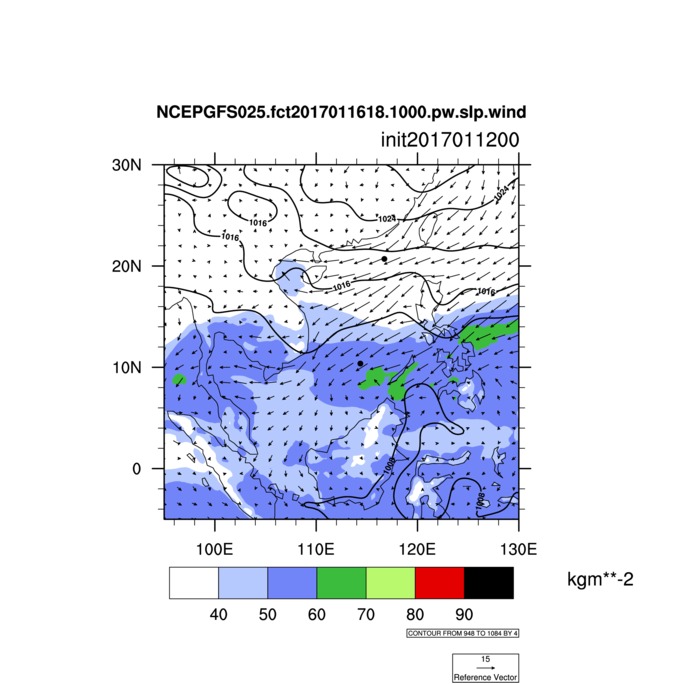 NCEPGFS025.fct2017011618.1000.pw.slp.wind
init2017011200
30N
1024
1016
1024
1016
20N
1016
1016
10N
1008
0
1008
100E 110E 120E 130E
kgm**-2
40 50 60 70 80 90
CONTOUR FROM 948 TO 1084 BY 4
15
Reference Vector